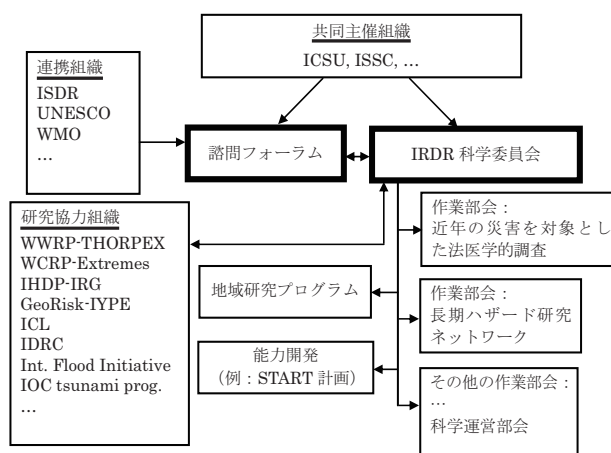 共同主催組織
ICSU, ISSC, …
連携組織
ISDR
UNESCO
WMO
…
諮問フォーラム
IRDR 科学委員会
研究協力組織
WWRP-THORPEX
WCRP-Extremes
IHDP-IRG
GeoRisk-IYPE
ICL
IDRC
Int. Flood Initiative
IOC tsunami prog.
…
地域研究プログラム
能力開発
（例：START 計画）
作業部会：
近年の災害を対象とし
た法医学的調査
作業部会：
長期ハザード研究
ネットワーク
その他の作業部会：
…
科学運営部会